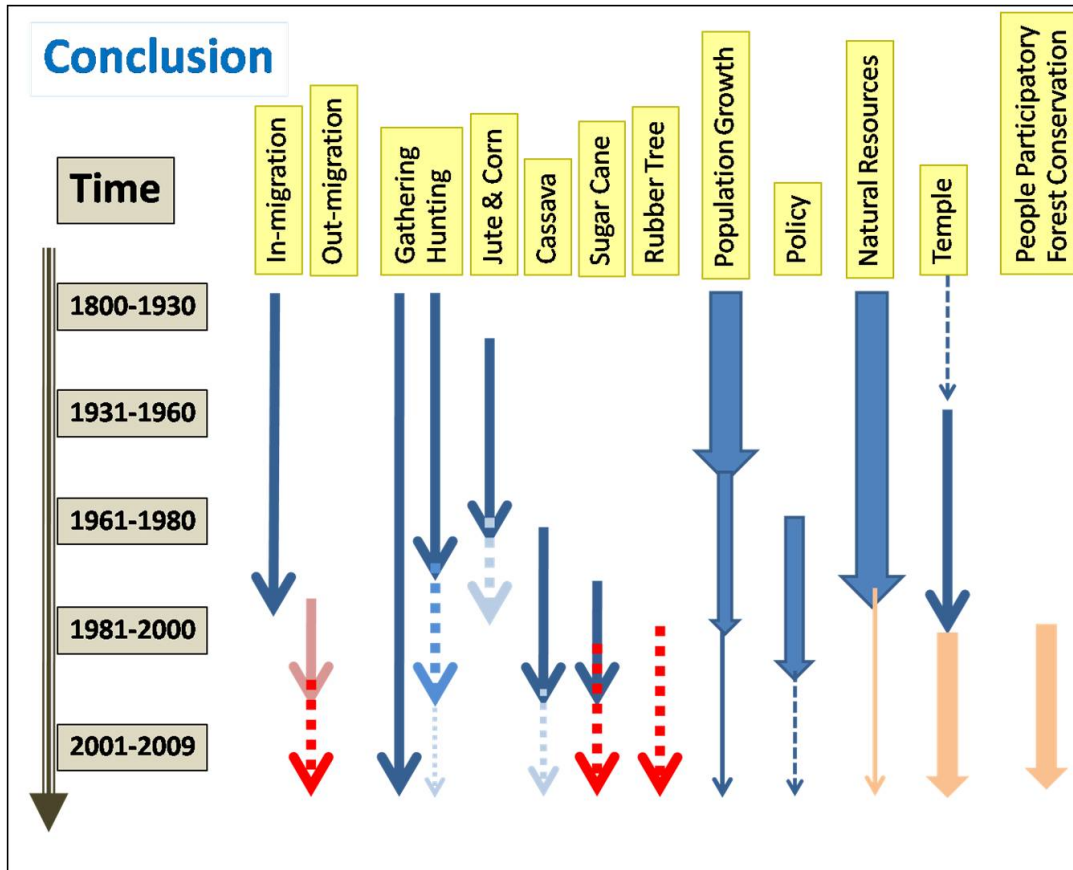 Conclusion
Time
In-migration
Out-migration
Gathering
Hunting
Jute & Corn
Cassava
Sugar Cane
Rubber Tree
Population Growth
Policy
Natural Resources
Temple
People Participatory
Forest Conservation
1800-1930
1931-1960
1961-1980
1981-2000
2001-2009